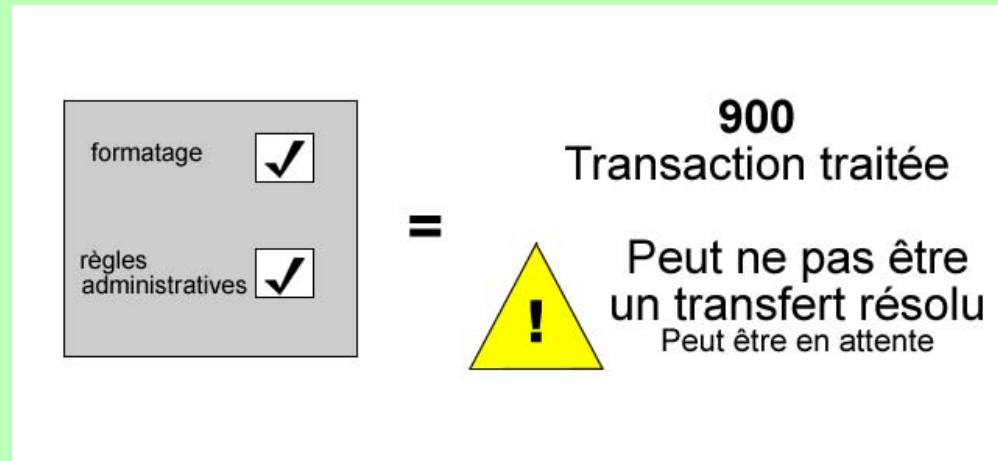 formatage
règles
administratives
=
900
Transaction traitée
!
Peut ne pas être
un transfert résolu
Peut être en attente